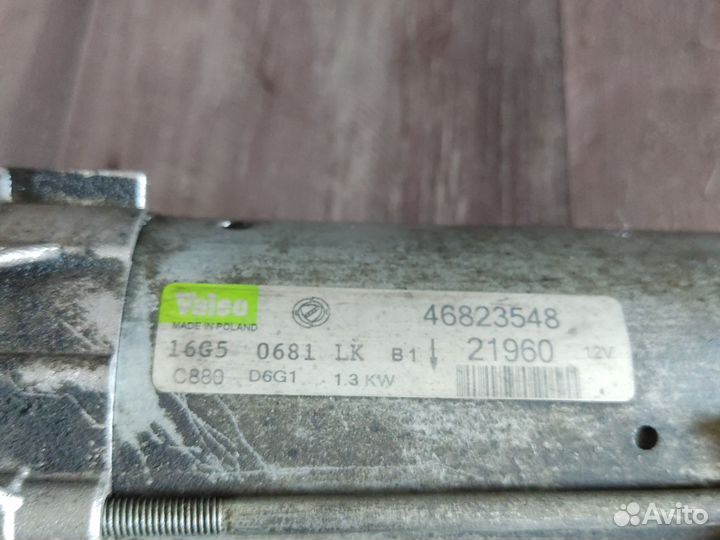 Valeo 46823548
MADE IN POLAND
16G5 0681 LK B1 21960 12V
C880 D6G1 1.3 KW
Avito